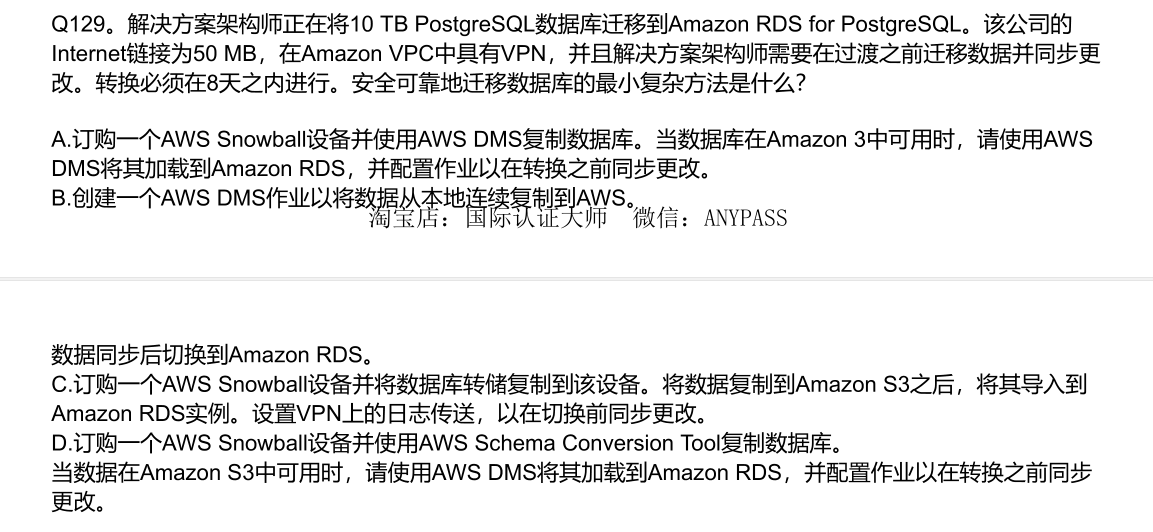 Q129。解决方案架构师正在将10 TB PostgreSQL数据库迁移到Amazon RDS for PostgreSQL。该公司的
Internet链接为50 MB，在Amazon VPC中具有VPN，并且解决方案架构师需要在过渡之前迁移数据并同步更
改。转换必须在8天之内进行。安全可靠地迁移数据库的最小复杂方法是什么？
A.订购一个AWS Snowball设备并使用AWS DMS复制数据库。当数据库在Amazon 3中可用时，请使用AWS
DMS将其加载到Amazon RDS，并配置作业以在转换之前同步更改。
B.创建一个AWS DMS作业以将数据从本地连续复制到AWS。
淘宝店：国际认证大师 微信：ANYPASS
数据同步后切换到Amazon RDS。
C.订购一个AWS Snowball设备并将数据库转储复制到该设备。将数据复制到Amazon S3之后，将其导入到
Amazon RDS实例。设置VPN上的日志传送，以在切换前同步更改。
D.订购一个AWS Snowball设备并使用AWS Schema Conversion Tool复制数据库。
当数据在Amazon S3中可用时，请使用AWS DMS将其加载到Amazon RDS，并配置作业以在转换之前同步
更改。